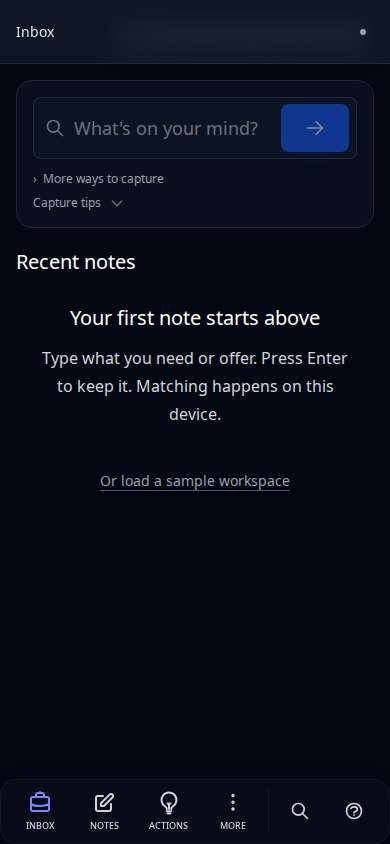 Inbox
What's on your mind?
› More ways to capture
Capture tips
Recent notes
Your first note starts above
Type what you need or offer. Press Enter
to keep it. Matching happens on this
device.
Or load a sample workspace
INBOX NOTES ACTIONS MORE